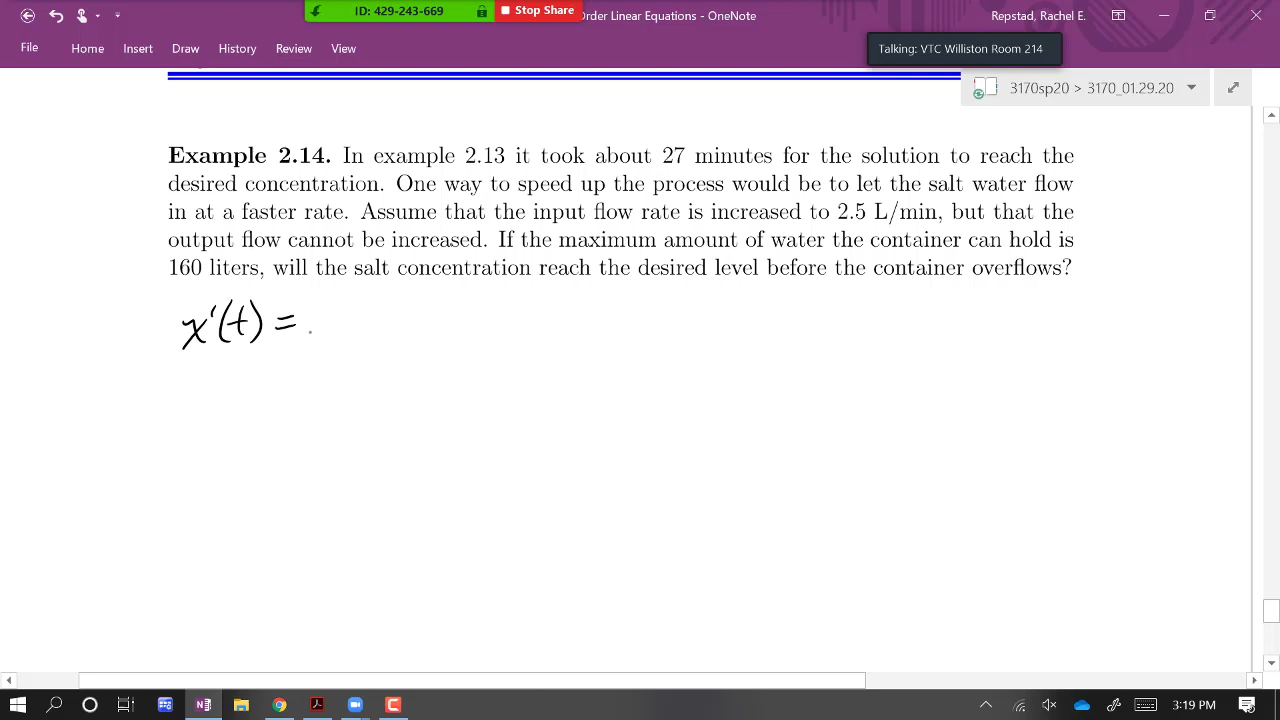 ID: 429-243-669
Stop Share
Order Linear Equations - OneNote
Repstad, Rachel E.
File
Home
Insert
Draw
History
Review
View
Talking: VTC Williston Room 214
3170sp20 > 3170_01.29.20
Example 2.14. In example 2.13 it took about 27 minutes for the solution to reach the
desired concentration. One way to speed up the process would be to let the salt water flow
in at a faster rate. Assume that the input flow rate is increased to 2.5 L/min, but that the
output flow cannot be increased. If the maximum amount of water the container can hold is
160 liters, will the salt concentration reach the desired level before the container overflows?
x'(t) =
3:19 PM